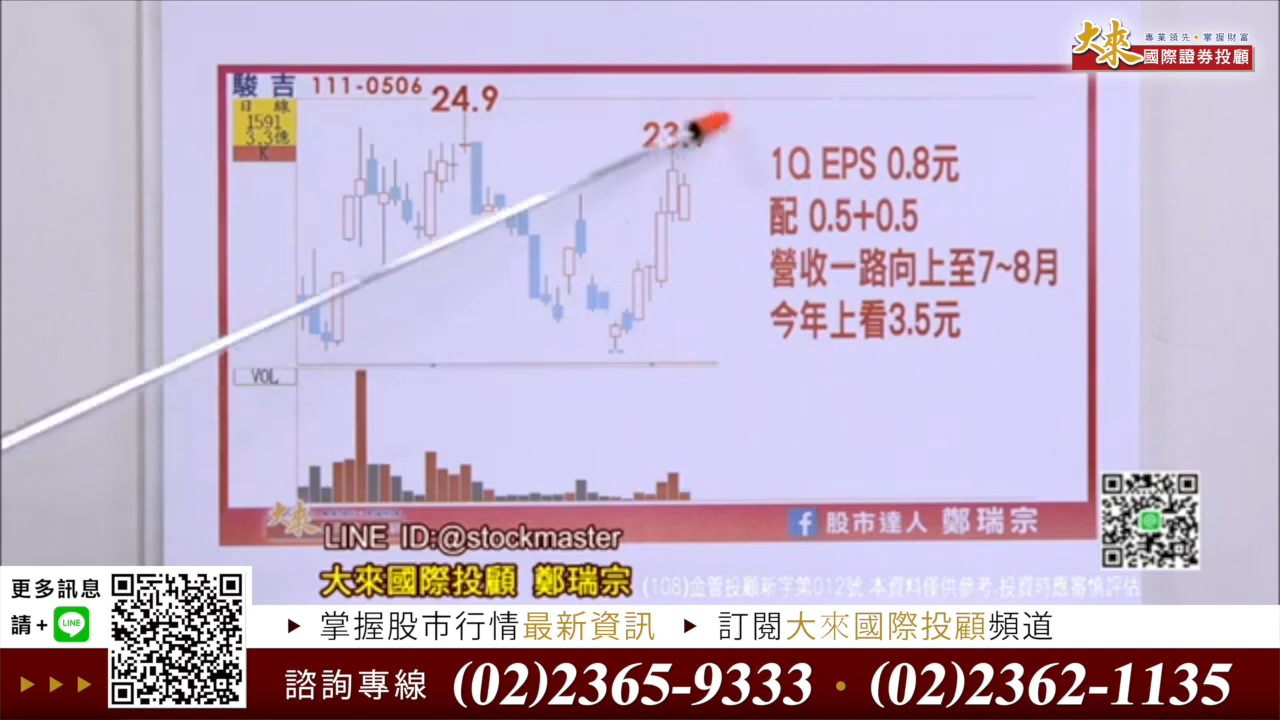 大來
專業領先•掌握財富
國際證券投顧
駿吉 111-0506
24.9
日 線
1591
3.3億
K
1Q EPS 0.8元
配 0.5+0.5
營收一路向上至7~8月
今年上看3.5元
VOL
大來
股市達人 鄭瑞宗
LINE ID:@stockmaster
大來國際投顧 鄭瑞宗
(108)金管投顧新字第012號 本資料僅供參考,投資時應審慎評估
更多訊息
請+ LINE
掌握股市行情最新資訊
訂閱大來國際投顧頻道
諮詢專線 (02)2365-9333 • (02)2362-1135